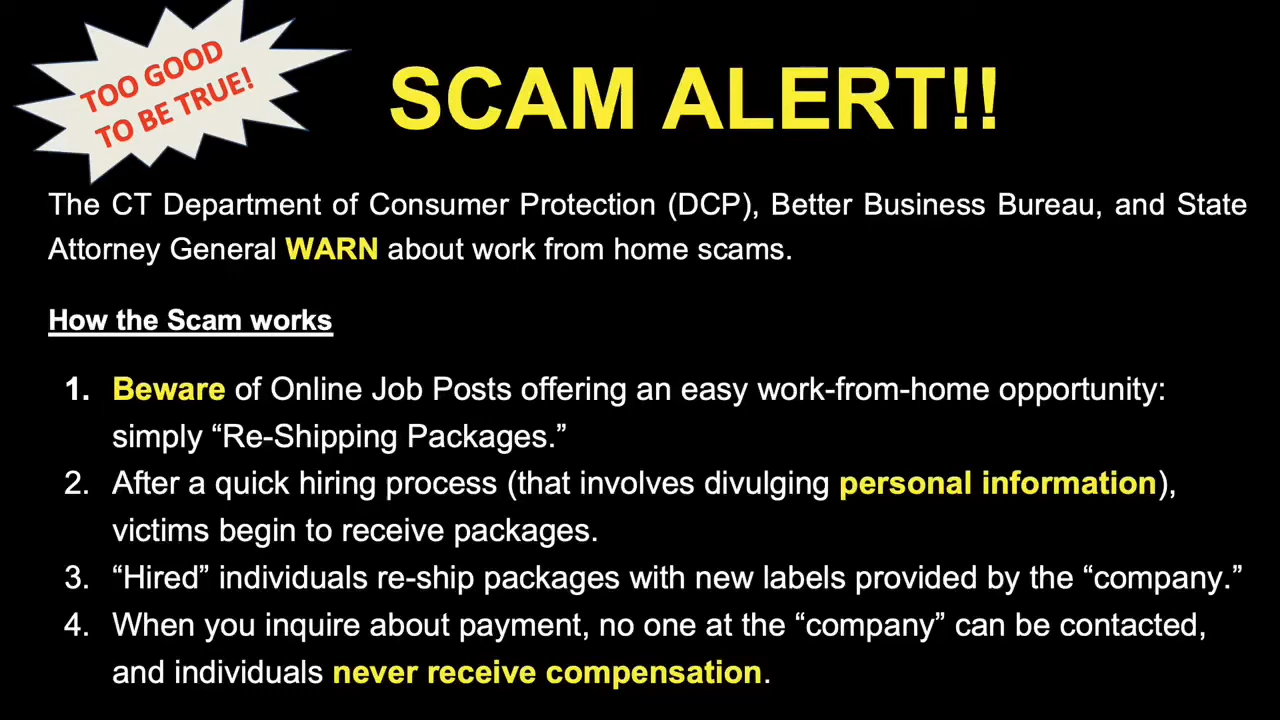 TOO GOOD
TO BE TRUE!
SCAM ALERT!!
The CT Department of Consumer Protection (DCP), Better Business Bureau, and State
Attorney General WARN about work from home scams.
How the Scam works
1. Beware of Online Job Posts offering an easy work-from-home opportunity:
simply “Re-Shipping Packages.”
2. After a quick hiring process (that involves divulging personal information),
victims begin to receive packages.
3. “Hired” individuals re-ship packages with new labels provided by the “company.”
4. When you inquire about payment, no one at the “company” can be contacted,
and individuals never receive compensation.